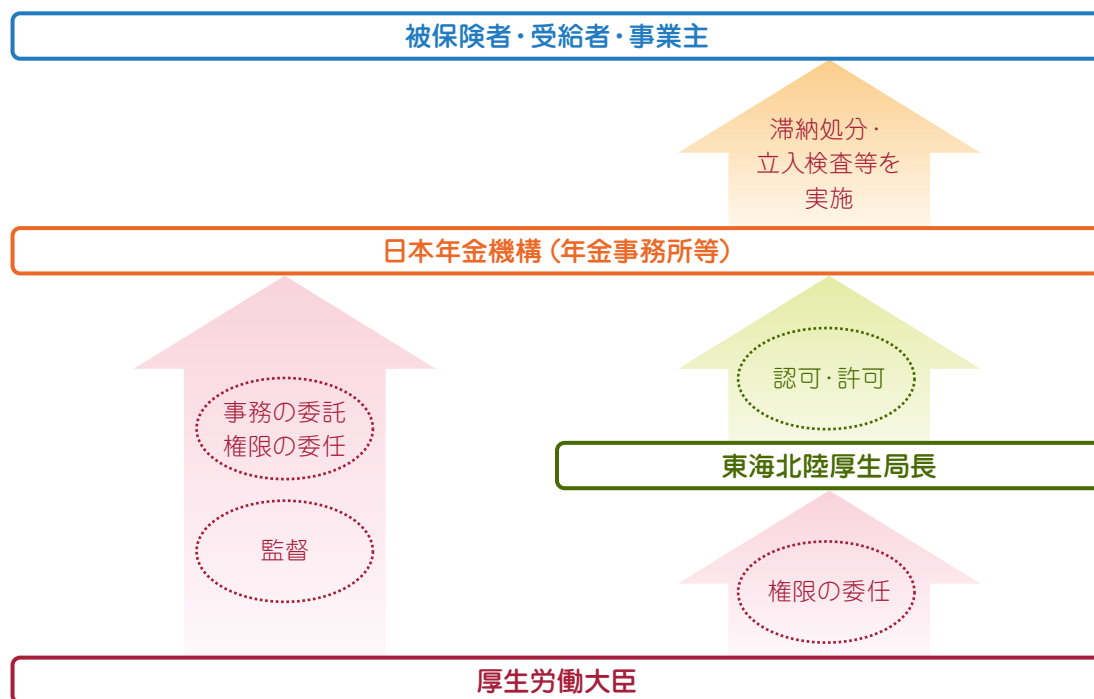 被保険者・受給者・事業主
滞納処分・
立入検査等を
実施
日本年金機構（年金事務所等）
事務の委託
権限の委任
監督
認可・許可
東海北陸厚生局長
権限の委任
厚生労働大臣